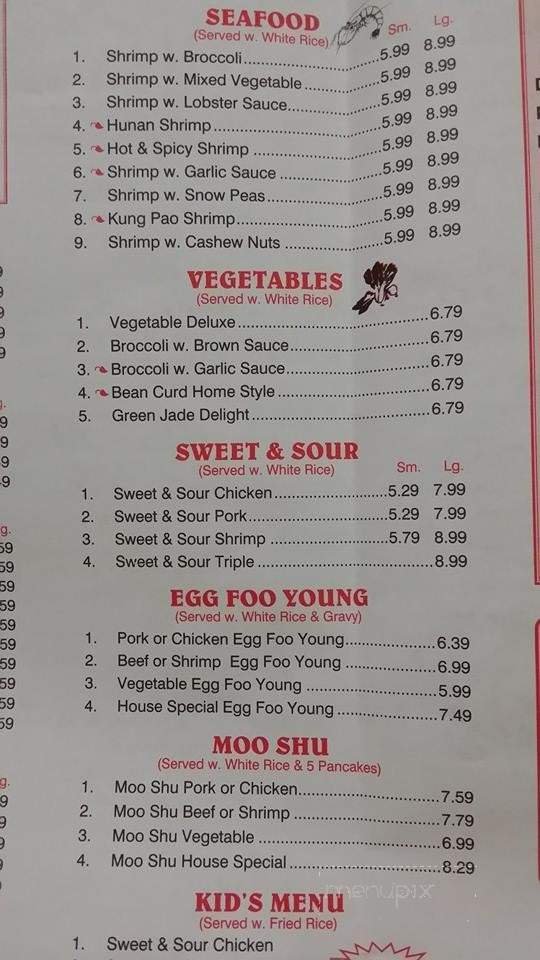 SEAFOOD
(Served w. White Rice)
Sm. Lg.
1. Shrimp w. Broccoli 5.99 8.99
2. Shrimp w. Mixed Vegetable 5.99 8.99
3. Shrimp w. Lobster Sauce 5.99 8.99
4. Hunan Shrimp 5.99 8.99
5. Hot & Spicy Shrimp 5.99 8.99
6. Shrimp w. Garlic Sauce 5.99 8.99
7. Shrimp w. Snow Peas 5.99 8.99
8. Kung Pao Shrimp 5.99 8.99
9. Shrimp w. Cashew Nuts 5.99 8.99
VEGETABLES
(Served w. White Rice)
1. Vegetable Deluxe 6.79
2. Broccoli w. Brown Sauce 6.79
3. Broccoli w. Garlic Sauce 6.79
4. Bean Curd Home Style 6.79
5. Green Jade Delight 6.79
SWEET & SOUR
(Served w. White Rice)
Sm. Lg.
1. Sweet & Sour Chicken 5.29 7.99
2. Sweet & Sour Pork 5.29 7.99
3. Sweet & Sour Shrimp 5.79 8.99
4. Sweet & Sour Triple 8.99
EGG FOO YOUNG
(Served w. White Rice & Gravy)
1. Pork or Chicken Egg Foo Young 6.39
2. Beef or Shrimp Egg Foo Young 6.99
3. Vegetable Egg Foo Young 5.99
4. House Special Egg Foo Young 7.49
MOO SHU
(Served w. White Rice & 5 Pancakes)
1. Moo Shu Pork or Chicken 7.59
2. Moo Shu Beef or Shrimp 7.79
3. Moo Shu Vegetable 6.99
4. Moo Shu House Special 8.29
menupix
KID'S MENU
(Served w. Fried Rice)
1. Sweet & Sour Chicken